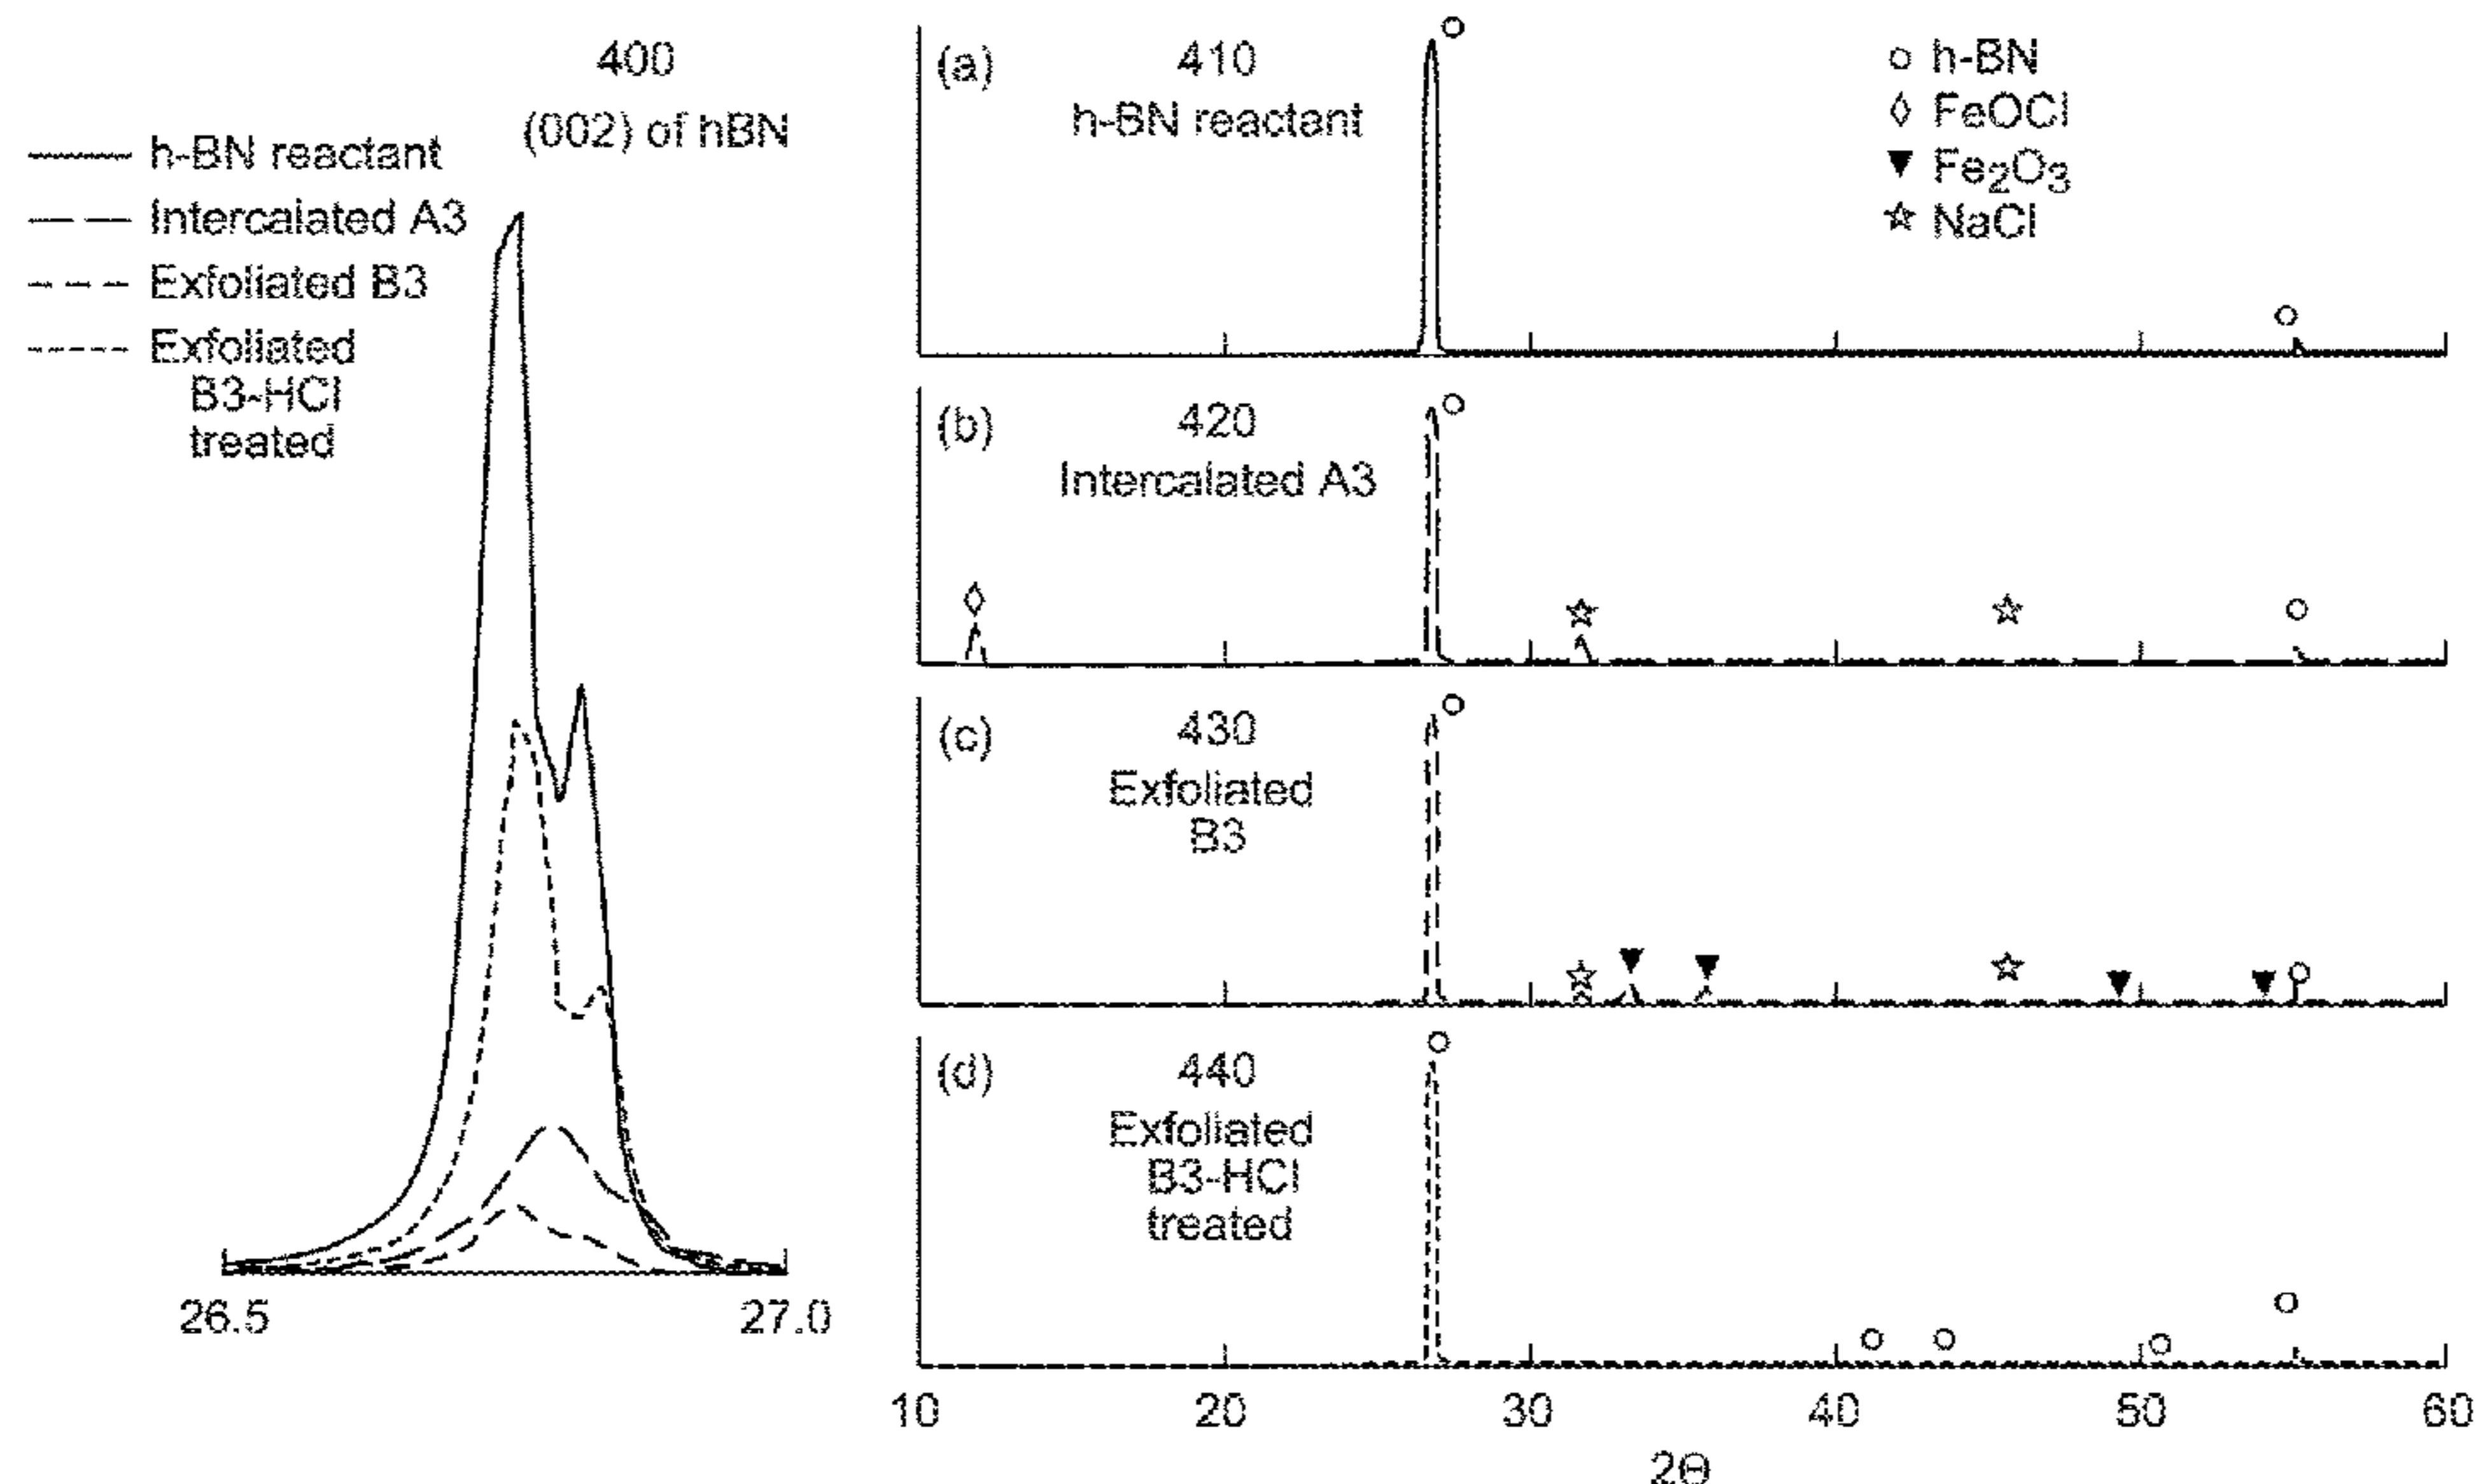 400
(002) of hBN
h-BN reactant
Intercalated A3
Exfoliated B3
Exfoliated
B3-HCl
treated
26.5 27.0
(a) 410
h-BN reactant
h-BN
FeOCl
Fe₂O₃
NaCl
(b) 420
Intercalated A3
(c) 430
Exfoliated
B3
(d) 440
Exfoliated
B3-HCl
treated
10 20 30 40 50 60
2Θ